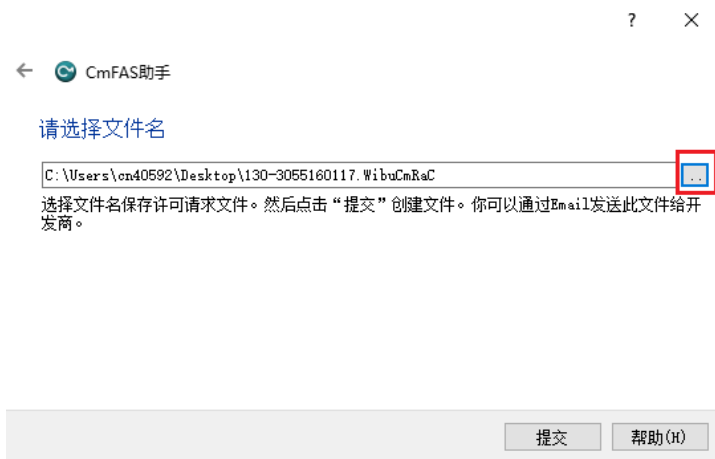 ?
CmFAS助手
请选择文件名
C:\Users\cn40592\Desktop\130-3055160117.WibuCmRaC
..
选择文件名保存许可请求文件。然后点击“提交”创建文件。你可以通过Email发送此文件给开
发商。
提交
帮助(H)